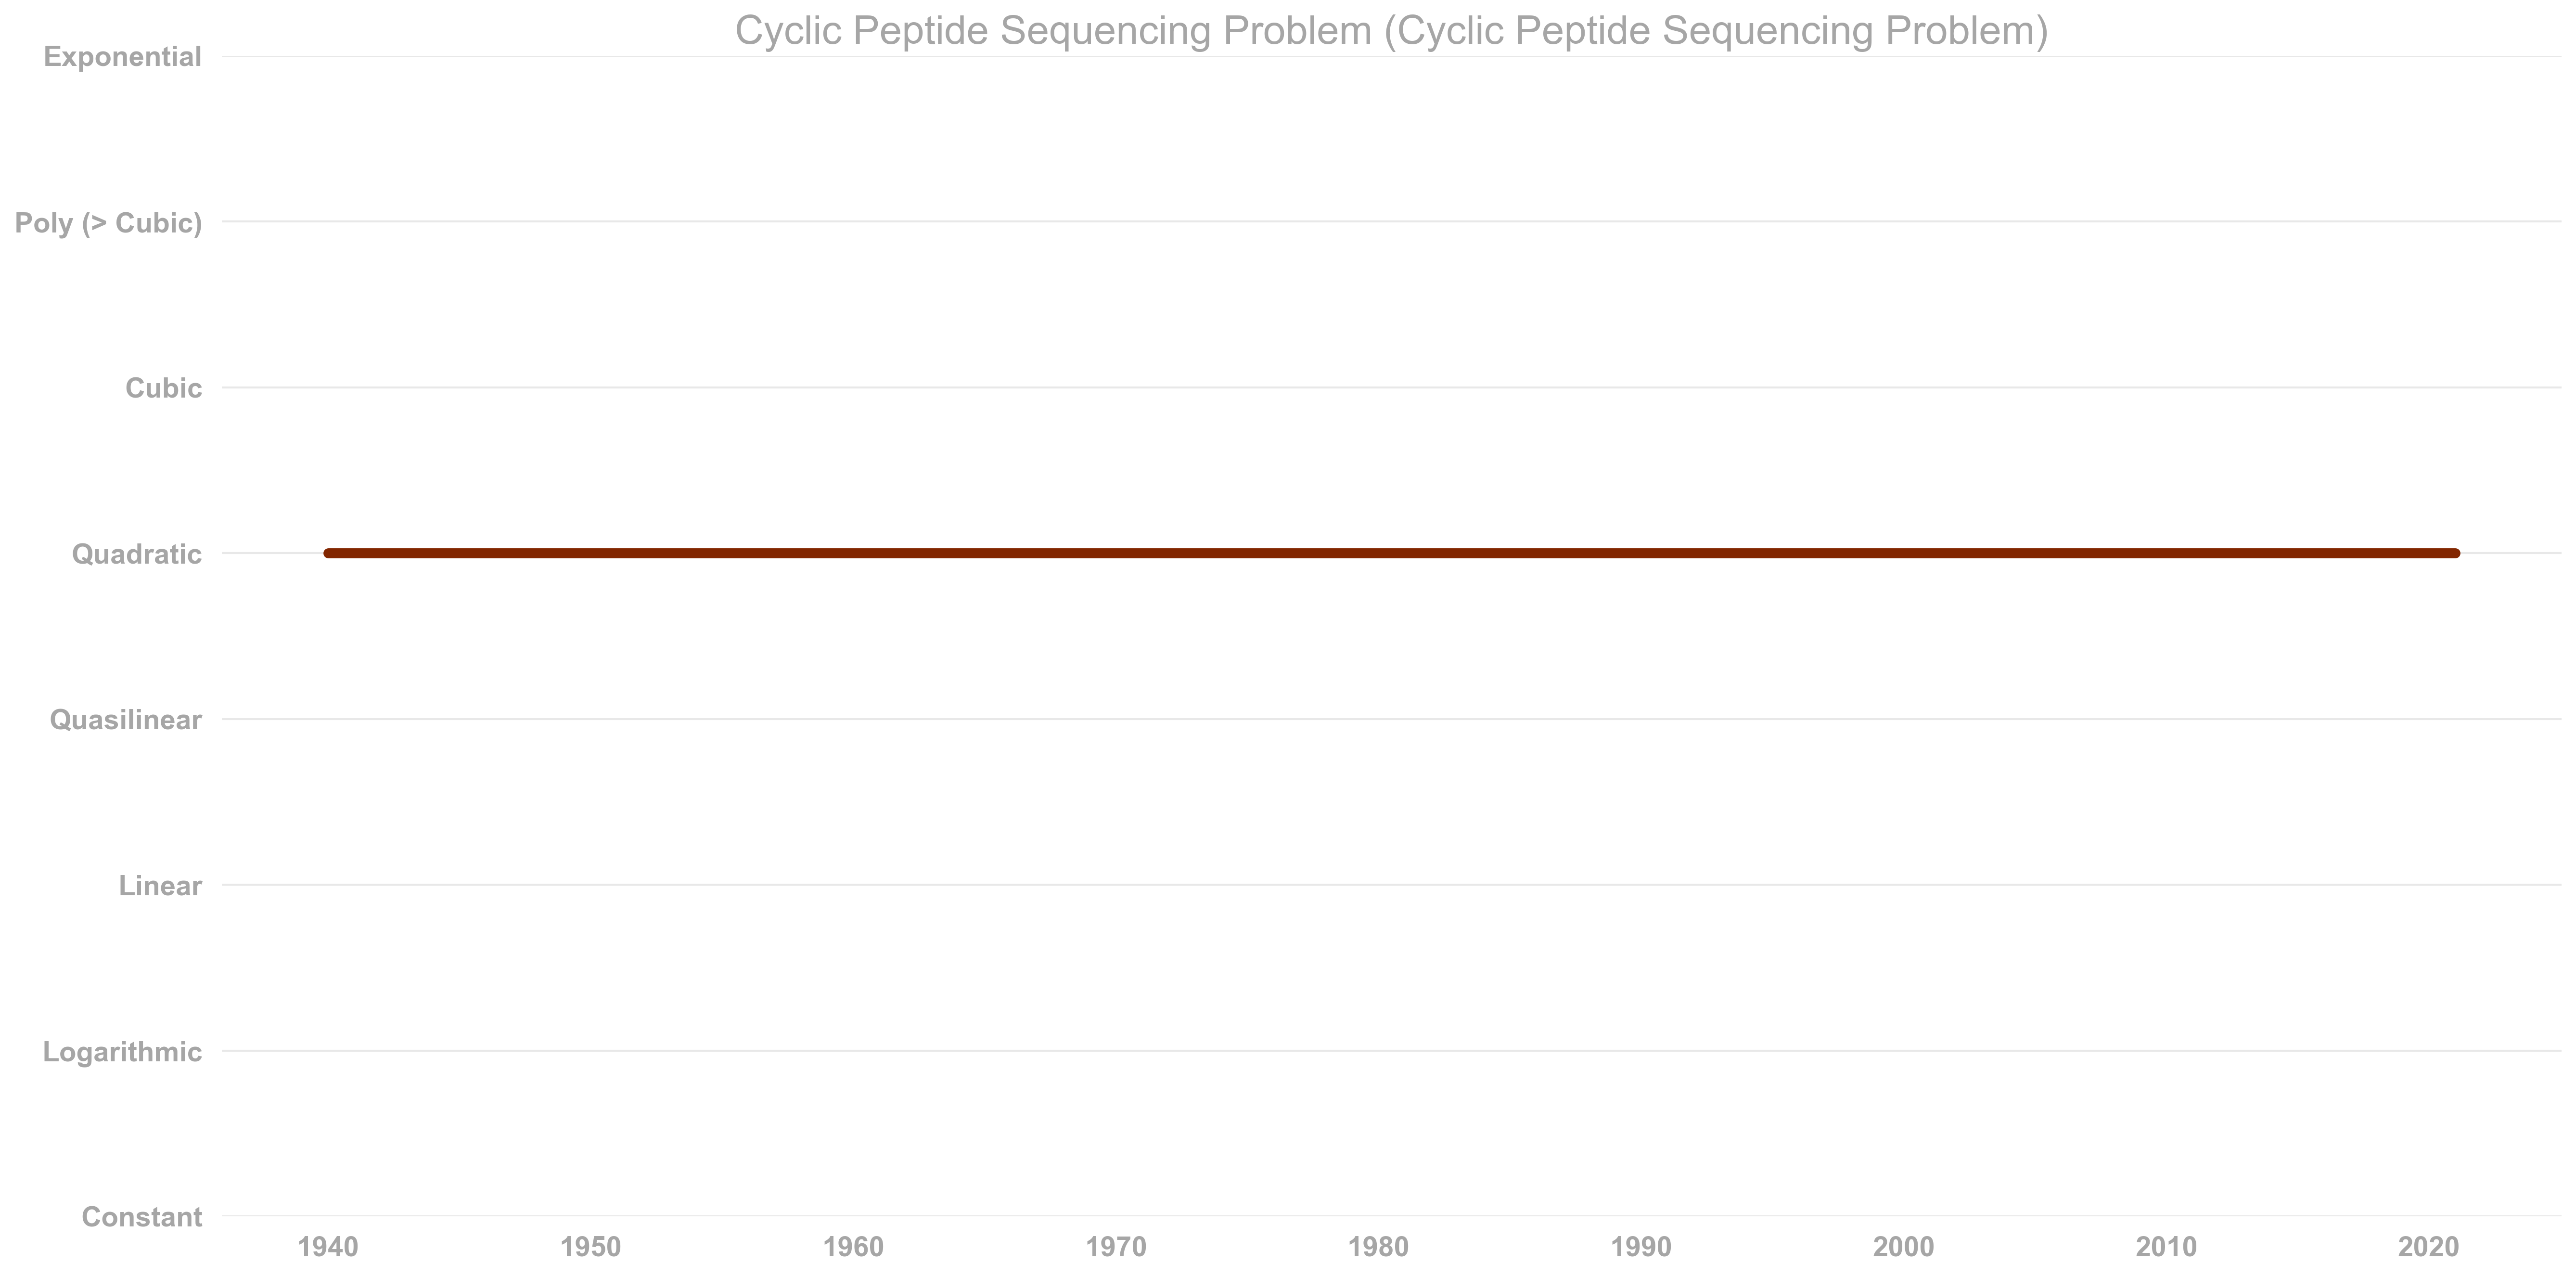 Cyclic Peptide Sequencing Problem (Cyclic Peptide Sequencing Problem)
Exponential
Poly (> Cubic)
Cubic
Quadratic
Quasilinear
Linear
Logarithmic
Constant
1940 1950 1960 1970 1980 1990 2000 2010 2020